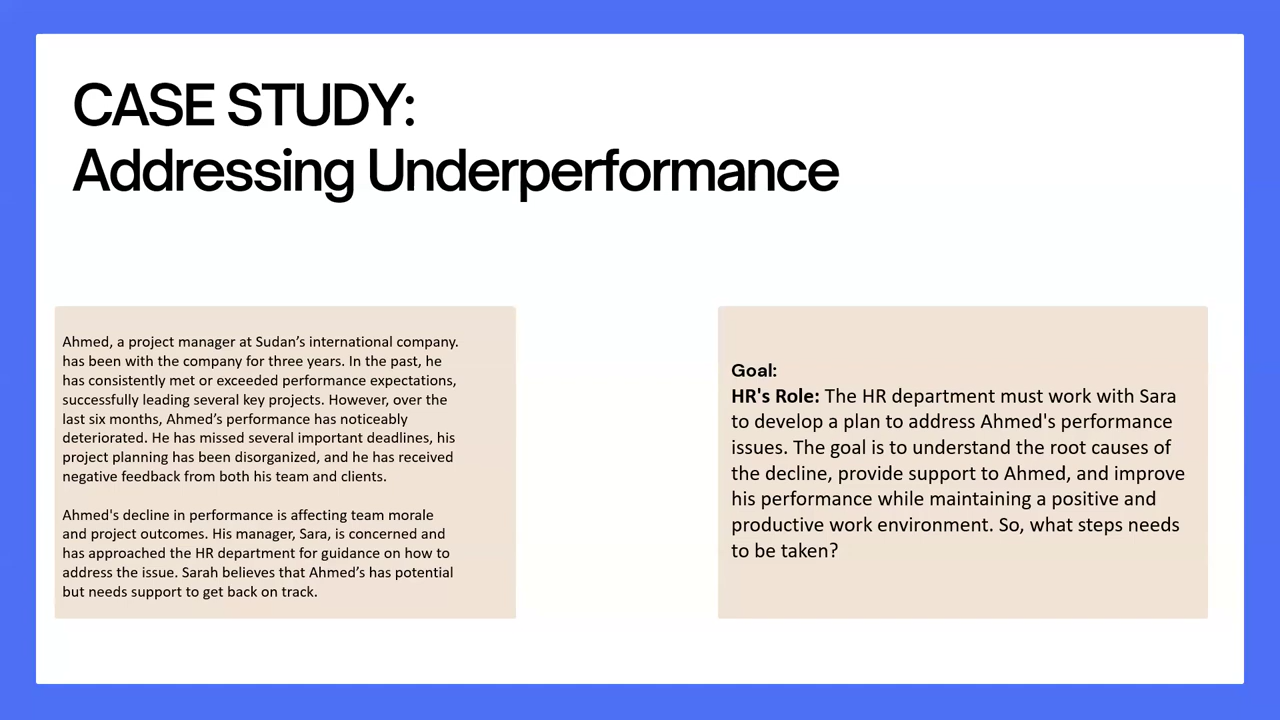 CASE STUDY:
Addressing Underperformance
Ahmed, a project manager at Sudan’s international company.
has been with the company for three years. In the past, he
has consistently met or exceeded performance expectations,
successfully leading several key projects. However, over the
last six months, Ahmed’s performance has noticeably
deteriorated. He has missed several important deadlines, his
project planning has been disorganized, and he has received
negative feedback from both his team and clients.
Ahmed's decline in performance is affecting team morale
and project outcomes. His manager, Sara, is concerned and
has approached the HR department for guidance on how to
address the issue. Sarah believes that Ahmed’s has potential
but needs support to get back on track.
Goal:
HR's Role: The HR department must work with Sara
to develop a plan to address Ahmed's performance
issues. The goal is to understand the root causes of
the decline, provide support to Ahmed, and improve
his performance while maintaining a positive and
productive work environment. So, what steps needs
to be taken?